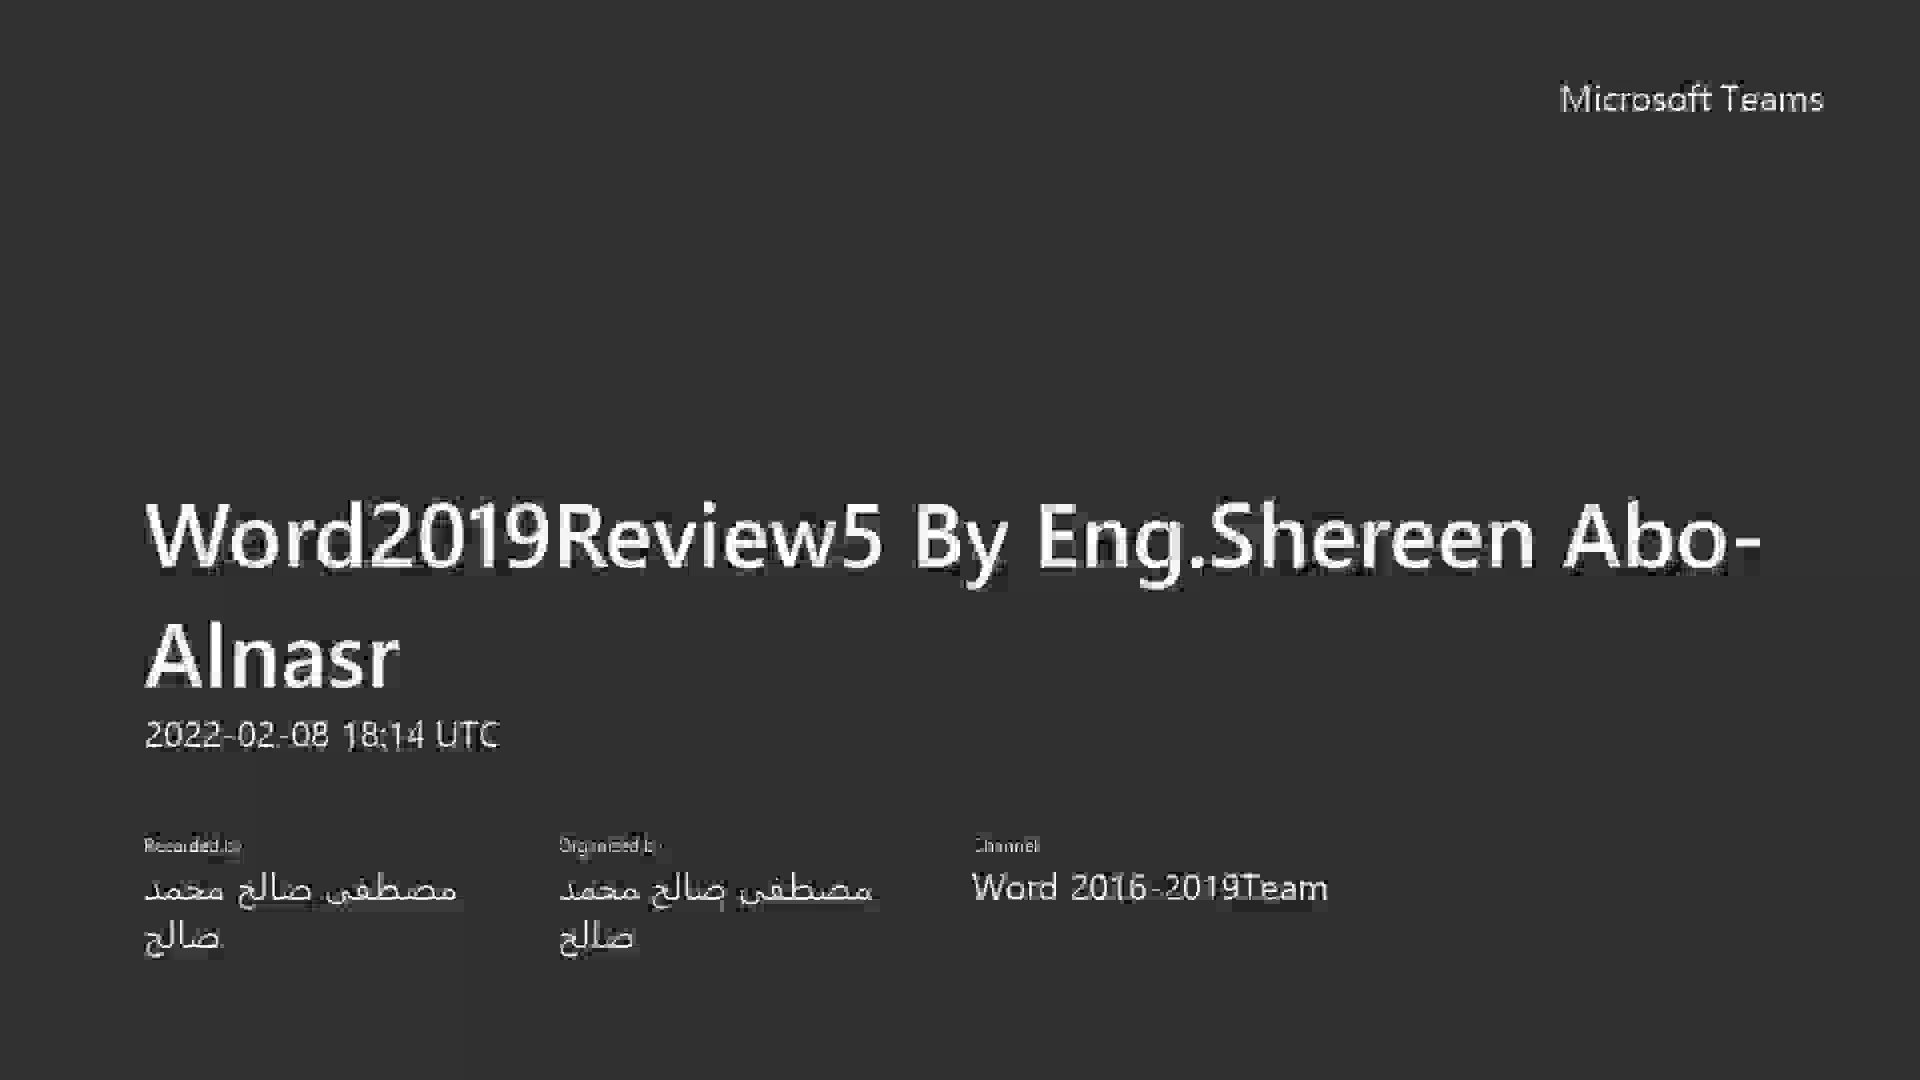 Microsoft Teams
Word2019Review5 By Eng.Shereen Abo-
Alnasr
2022-02-08 18:14 UTC
Recorded by
Organized by
Channel
مصطفى صالح محمد
صالح
مصطفى صالح محمد
صالح
Word 2016-2019Team